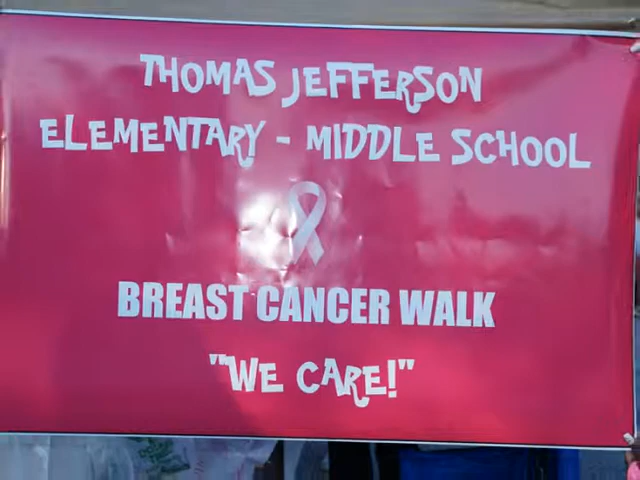 THOMAS JEFFERSON
ELEMENTARY - MIDDLE SCHOOL
BREAST CANCER WALK
"WE CARE!"